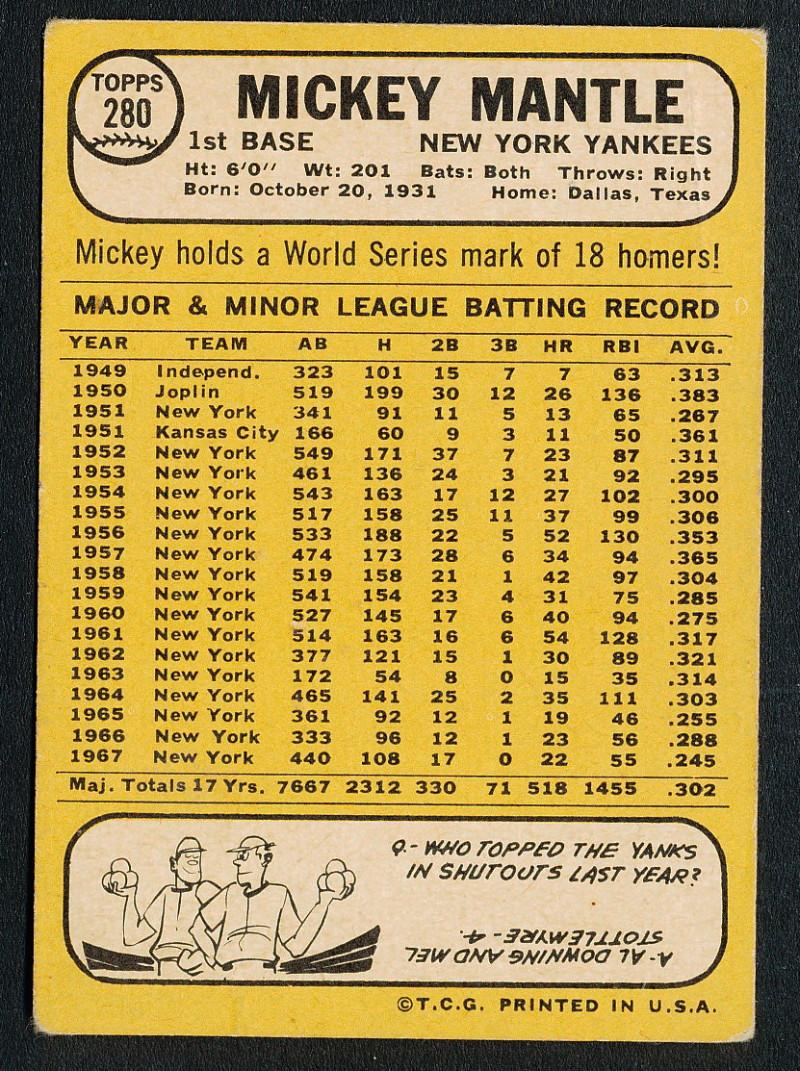 TOPPS
280
MICKEY MANTLE
1st BASE NEW YORK YANKEES
Ht: 6'0" Wt: 201 Bats: Both Throws: Right
Born: October 20, 1931 Home: Dallas, Texas
Mickey holds a World Series mark of 18 homers!
MAJOR & MINOR LEAGUE BATTING RECORD
YEAR TEAM AB H 2B 3B HR RBI AVG.
1949 Independ. 323 101 15 7 7 63 .313
1950 Joplin 519 199 30 12 26 136 .383
1951 New York 341 91 11 5 13 65 .267
1951 Kansas City 166 60 9 3 11 50 .361
1952 New York 549 171 37 7 23 87 .311
1953 New York 461 136 24 3 21 92 .295
1954 New York 543 163 17 12 27 102 .300
1955 New York 517 158 25 11 37 99 .306
1956 New York 533 188 22 5 52 130 .353
1957 New York 474 173 28 6 34 94 .365
1958 New York 519 158 21 1 42 97 .304
1959 New York 541 154 23 4 31 75 .285
1960 New York 527 145 17 6 40 94 .275
1961 New York 514 163 16 6 54 128 .317
1962 New York 377 121 15 1 30 89 .321
1963 New York 172 54 8 0 15 35 .314
1964 New York 465 141 25 2 35 111 .303
1965 New York 361 92 12 1 19 46 .255
1966 New York 333 96 12 1 23 56 .288
1967 New York 440 108 17 0 22 55 .245
Maj. Totals 17 Yrs. 7667 2312 330 71 518 1455 .302
Q.- WHO TOPPED THE YANKS
IN SHUTOUTS LAST YEAR?
A- AL DOWNING AND MEL
STOTTLEMYRE - 4.
©T.C.G. PRINTED IN U.S.A.